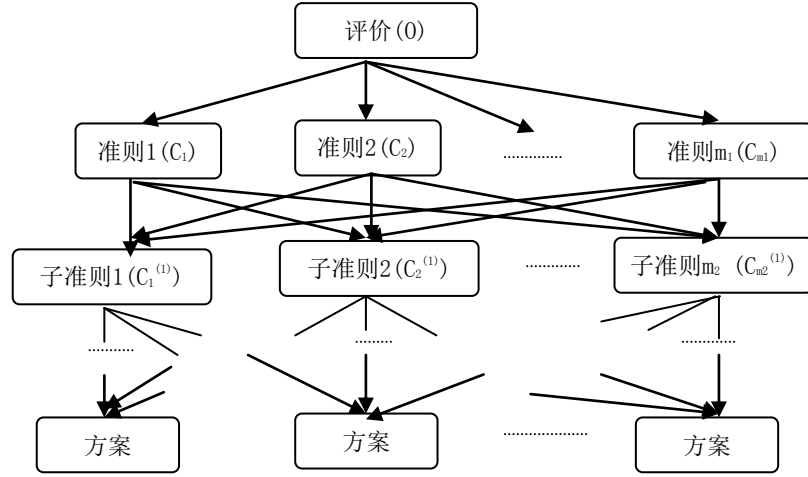 评价(O)
准则1(C₁) 准则2(C₂) .............. 准则m₁(Cₘ₁)
子准则1(C₁⁽¹⁾) 子准则2(C₂⁽¹⁾) ............. 子准则m₂ (Cₘ₂⁽¹⁾)
........... ......... .............
方案 方案 .................... 方案